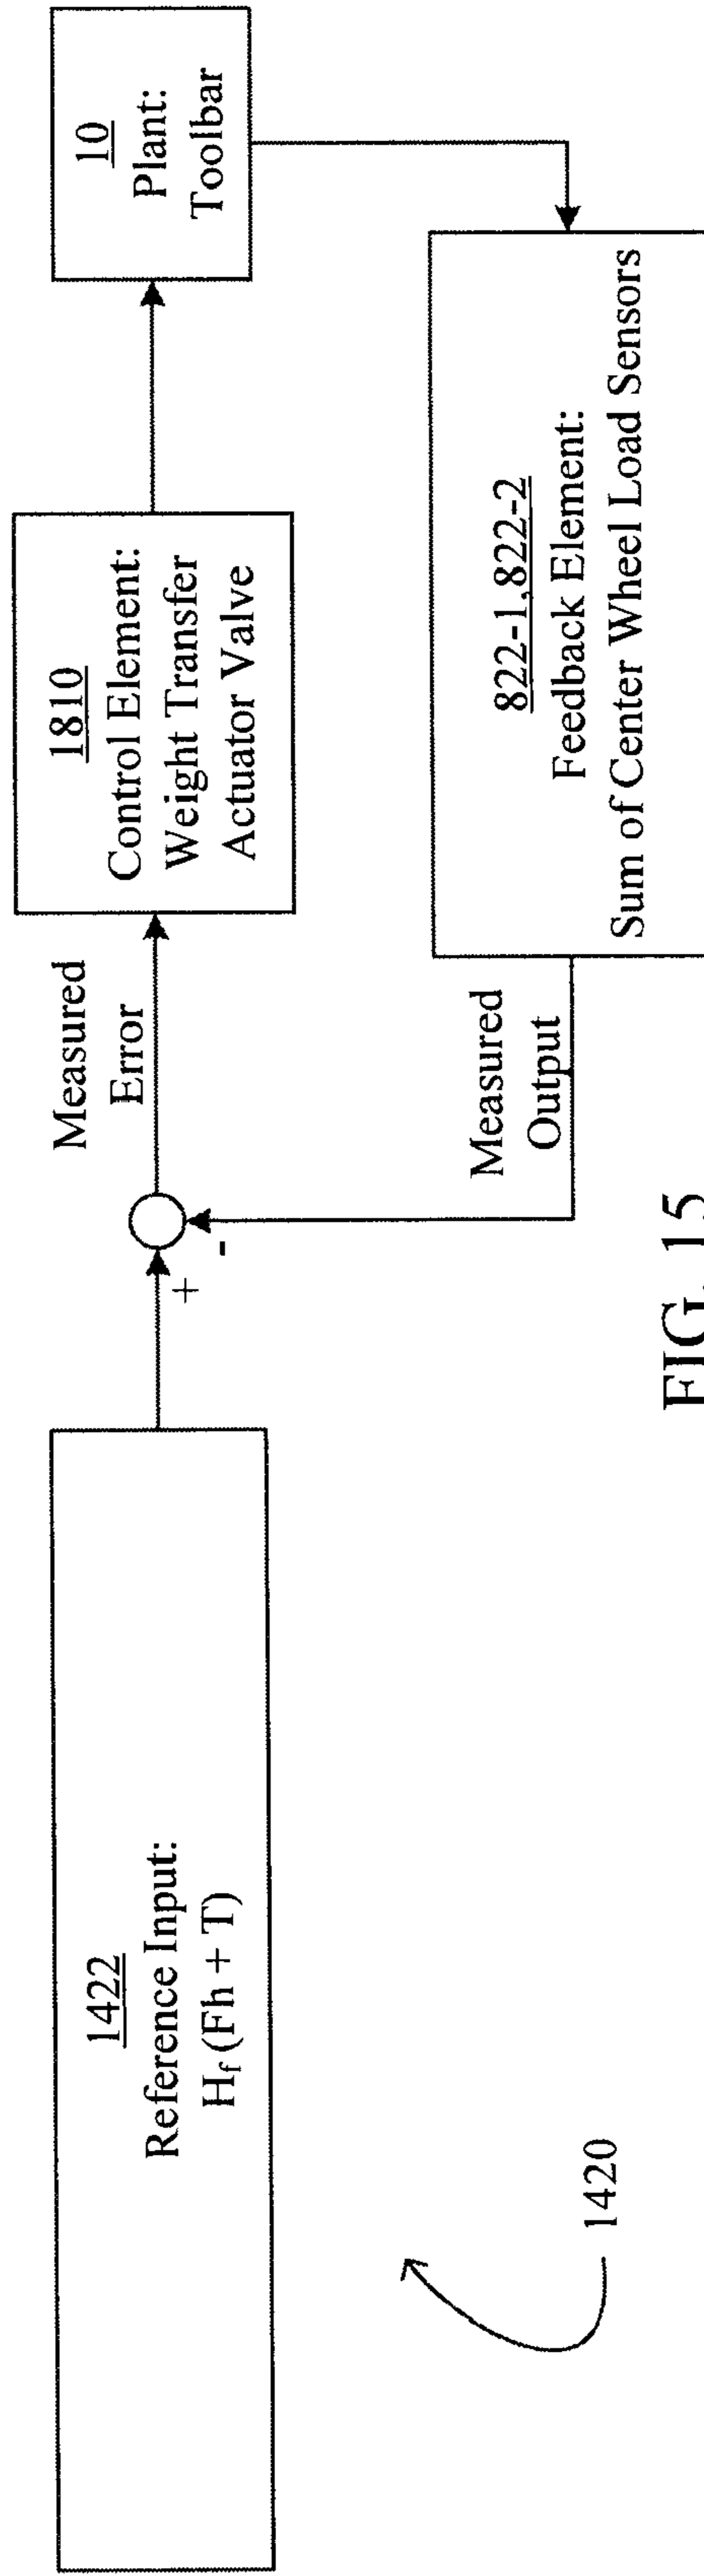 1422
Reference Input:
H_f (Fh + T)
+
-
Measured
Error
1810
Control Element:
Weight Transfer
Actuator Valve
10
Plant:
Toolbar
Measured
Output
822-1,822-2
Feedback Element:
Sum of Center Wheel Load Sensors
1420
FIG. 15